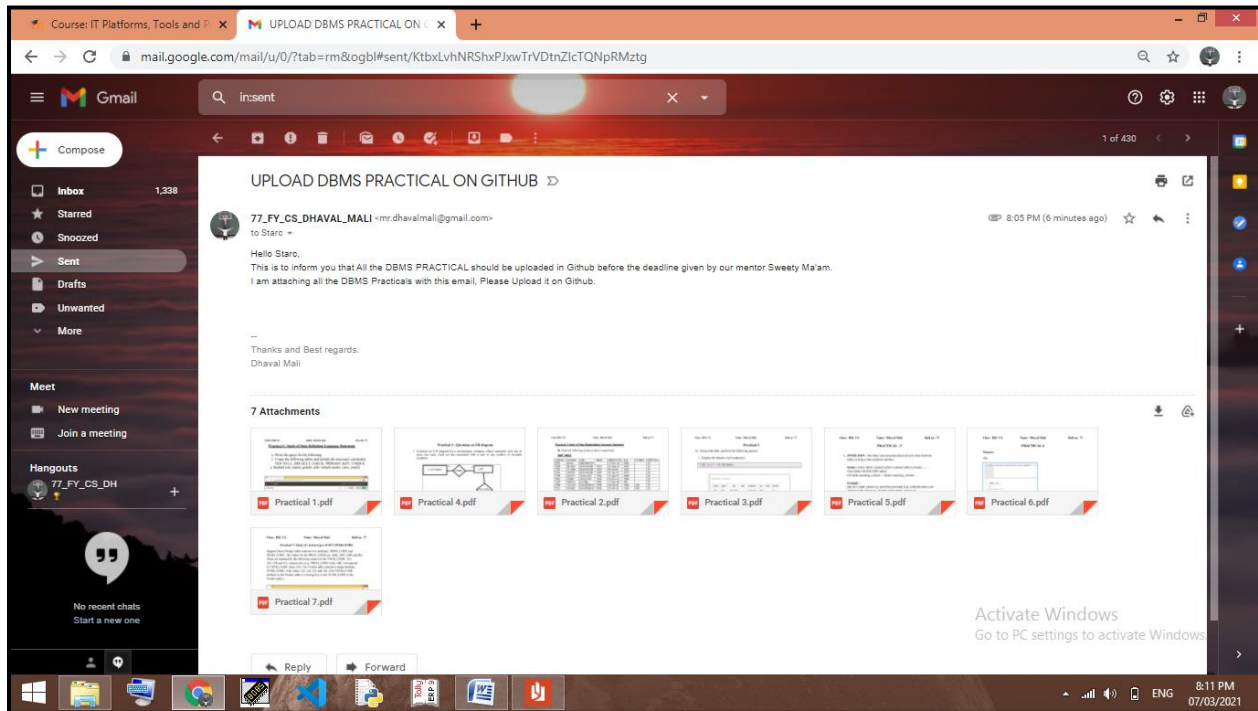 Course: IT Platforms, Tools and P
UPLOAD DBMS PRACTICAL ON G
mail.google.com/mail/u/0/?tab=rm&ogbl#sent/KtbxLvhNRShxPJxwTrVDtnZlcTQNpRMztg
Gmail
in:sent
Compose
1 of 430
Inbox 1,338
Starred
Snoozed
Sent
Drafts
Unwanted
More
Meet
New meeting
Join a meeting
Hangouts
77_FY_CS_DH
No recent chats
Start a new one
UPLOAD DBMS PRACTICAL ON GITHUB
77_FY_CS_DHAVAL_MALI <mr.dhavalmali@gmail.com>
8:05 PM (6 minutes ago)
to Starc
Hello Starc,
This is to inform you that All the DBMS PRACTICAL should be uploaded in Github before the deadline given by our mentor Sweety Ma'am.
I am attaching all the DBMS Practicals with this email, Please Upload it on Github.
--
Thanks and Best regards.
Dhaval Mali
7 Attachments
PDF Practical 1.pdf
PDF Practical 4.pdf
PDF Practical 2.pdf
PDF Practical 3.pdf
PDF Practical 5.pdf
PDF Practical 6.pdf
PDF Practical 7.pdf
Reply
Forward
Activate Windows
Go to PC settings to activate Windows.
ENG
8:11 PM
07/03/2021